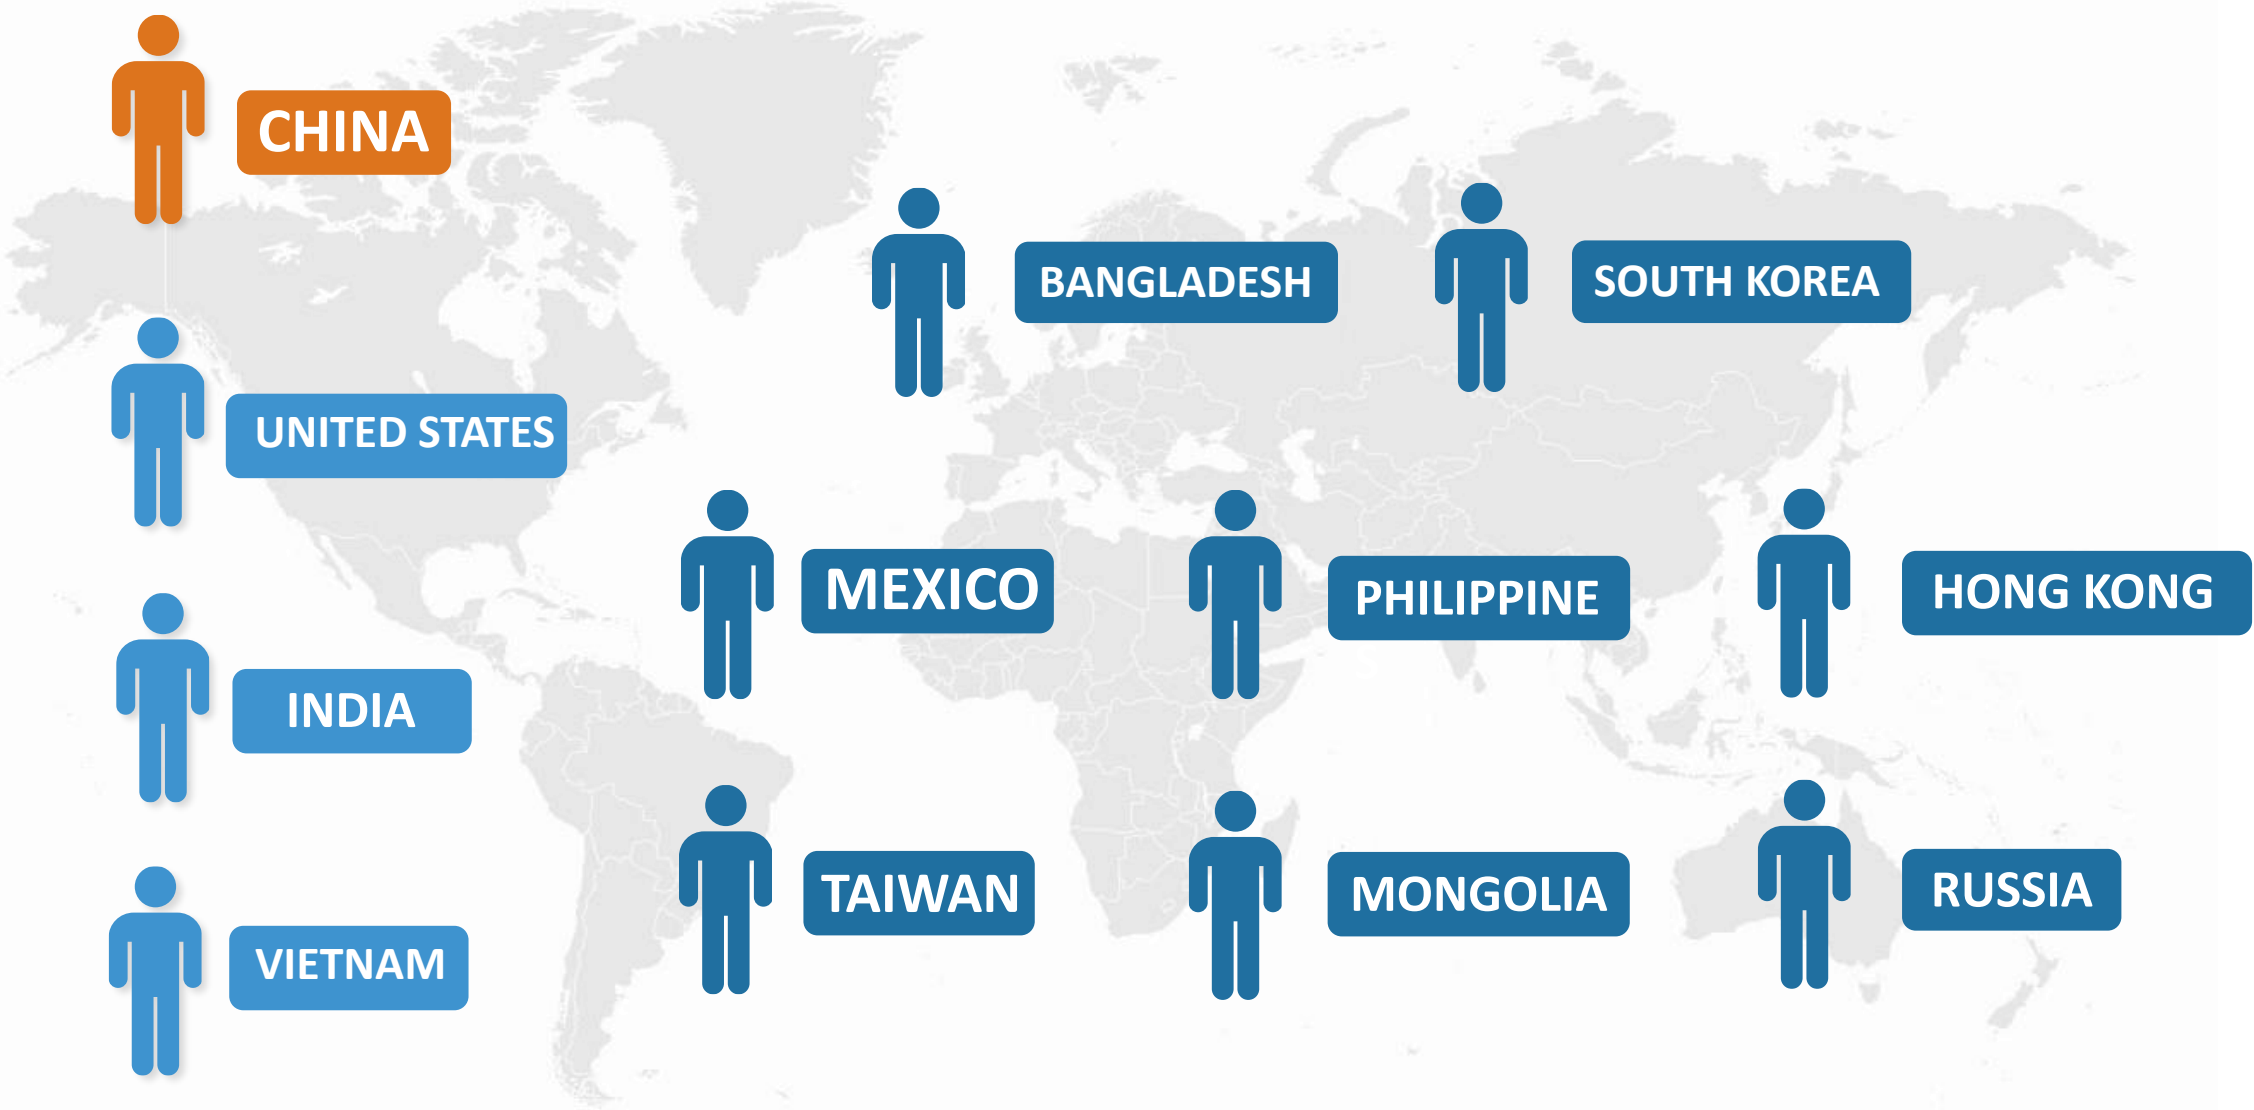 CHINA
UNITED STATES
INDIA
VIETNAM
BANGLADESH
SOUTH KOREA
MEXICO
PHILIPPINE
HONG KONG
TAIWAN
MONGOLIA
RUSSIA